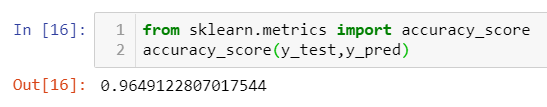 In [16]: 1 from sklearn.metrics import accuracy_score
2 accuracy_score(y_test,y_pred)
Out[16]: 0.9649122807017544